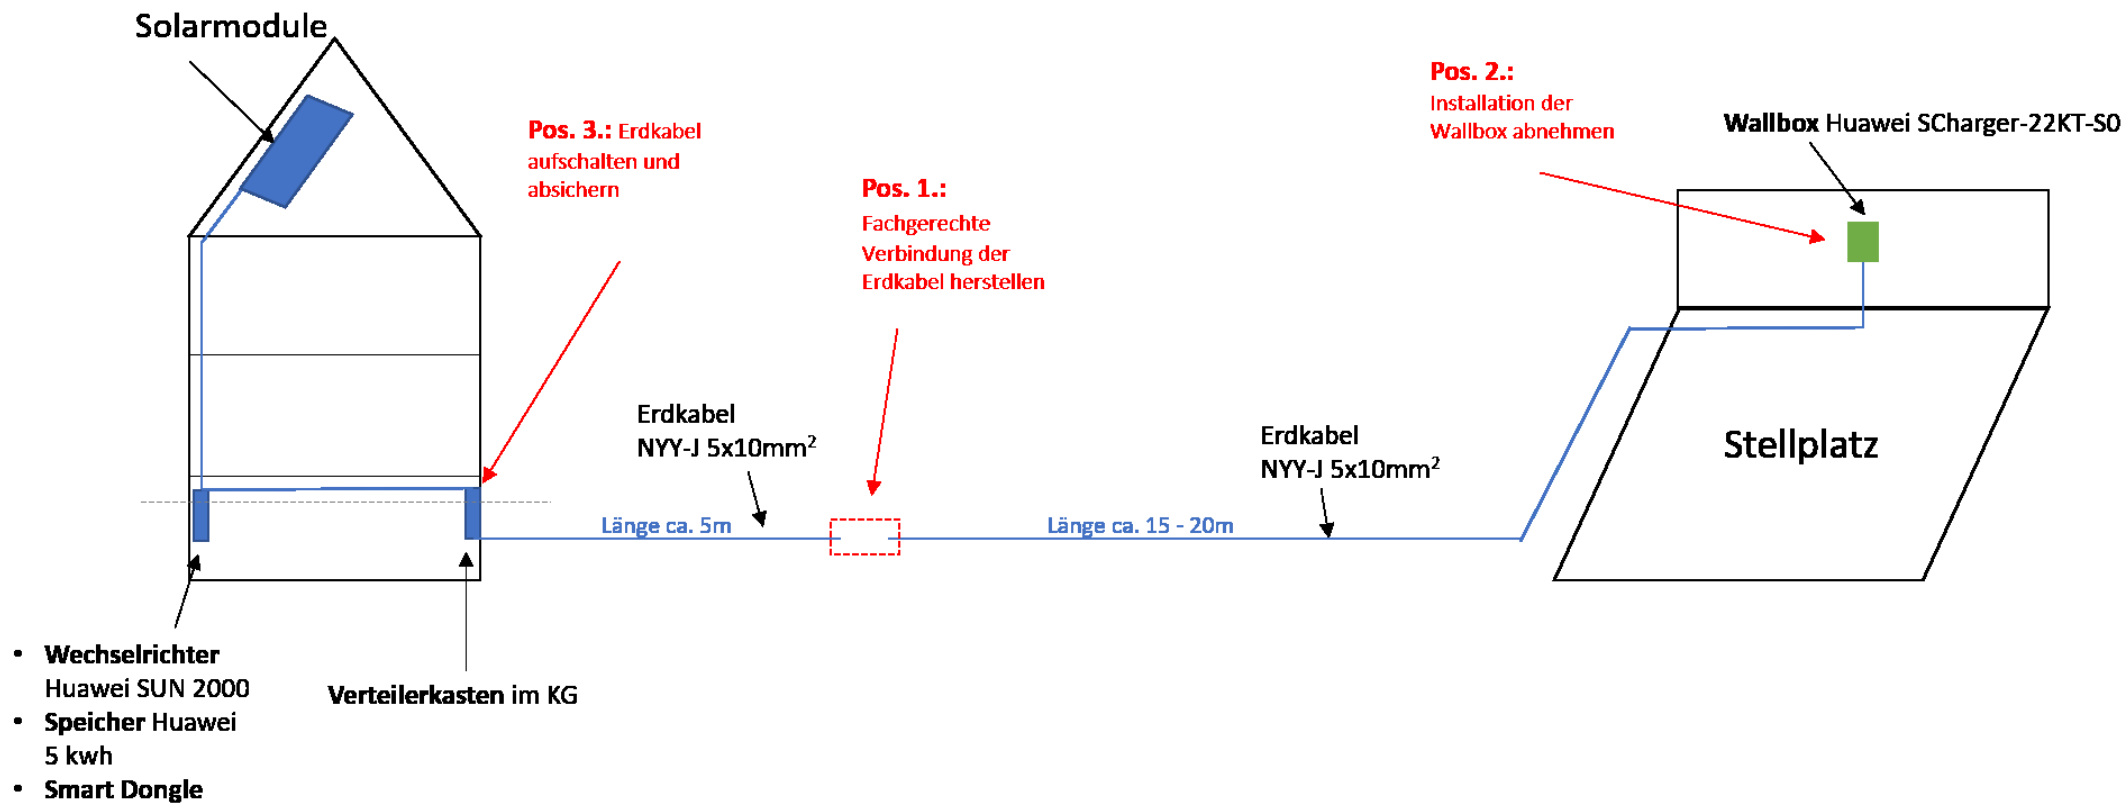 Solarmodule
Pos. 3.: Erdkabel
aufschalten und
absichern
Pos. 1.:
Fachgerechte
Verbindung der
Erdkabel herstellen
Pos. 2.:
Installation der
Wallbox abnehmen
Wallbox Huawei SCharger-22KT-S0
Erdkabel
NYY-J 5x10mm²
Länge ca. 5m
Erdkabel
NYY-J 5x10mm²
Länge ca. 15 - 20m
Stellplatz
• Wechselrichter
Huawei SUN 2000
• Speicher Huawei
5 kwh
• Smart Dongle
Verteilerkasten im KG